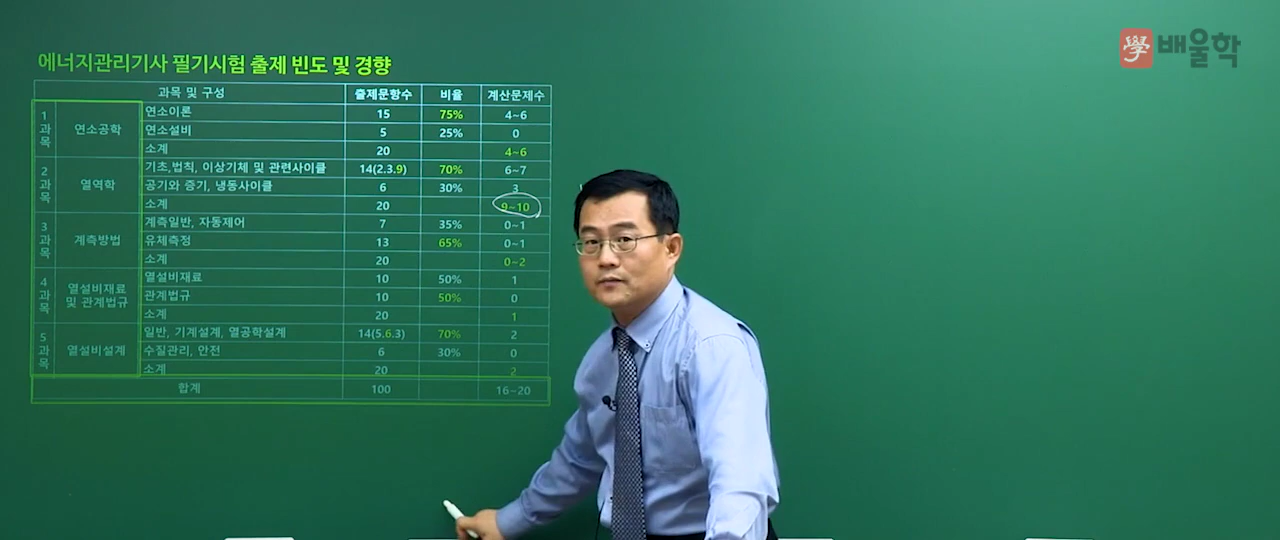 學 배울학
에너지관리기사 필기시험 출제 빈도 및 경향
과목 및 구성 출제문항수 비율 계산문제수
1과목 연소공학 연소이론 15 75% 4~6
연소설비 5 25% 0
소계 20 4~6
2과목 열역학 기초,법칙, 이상기체 및 관련사이클 14(2.3.9) 70% 6~7
공기와 증기, 냉동사이클 6 30% 3
소계 20 9~10
3과목 계측방법 계측일반, 자동제어 7 35% 0~1
유체측정 13 65% 0~1
소계 20 0~2
4과목 열설비재료 및 관계법규 열설비재료 10 50% 1
관계법규 10 50% 0
소계 20 1
5과목 열설비설계 일반, 기계설계, 열공학설계 14(5.6.3) 70% 2
수질관리, 안전 6 30% 0
소계 20 2
합계 100 16~20